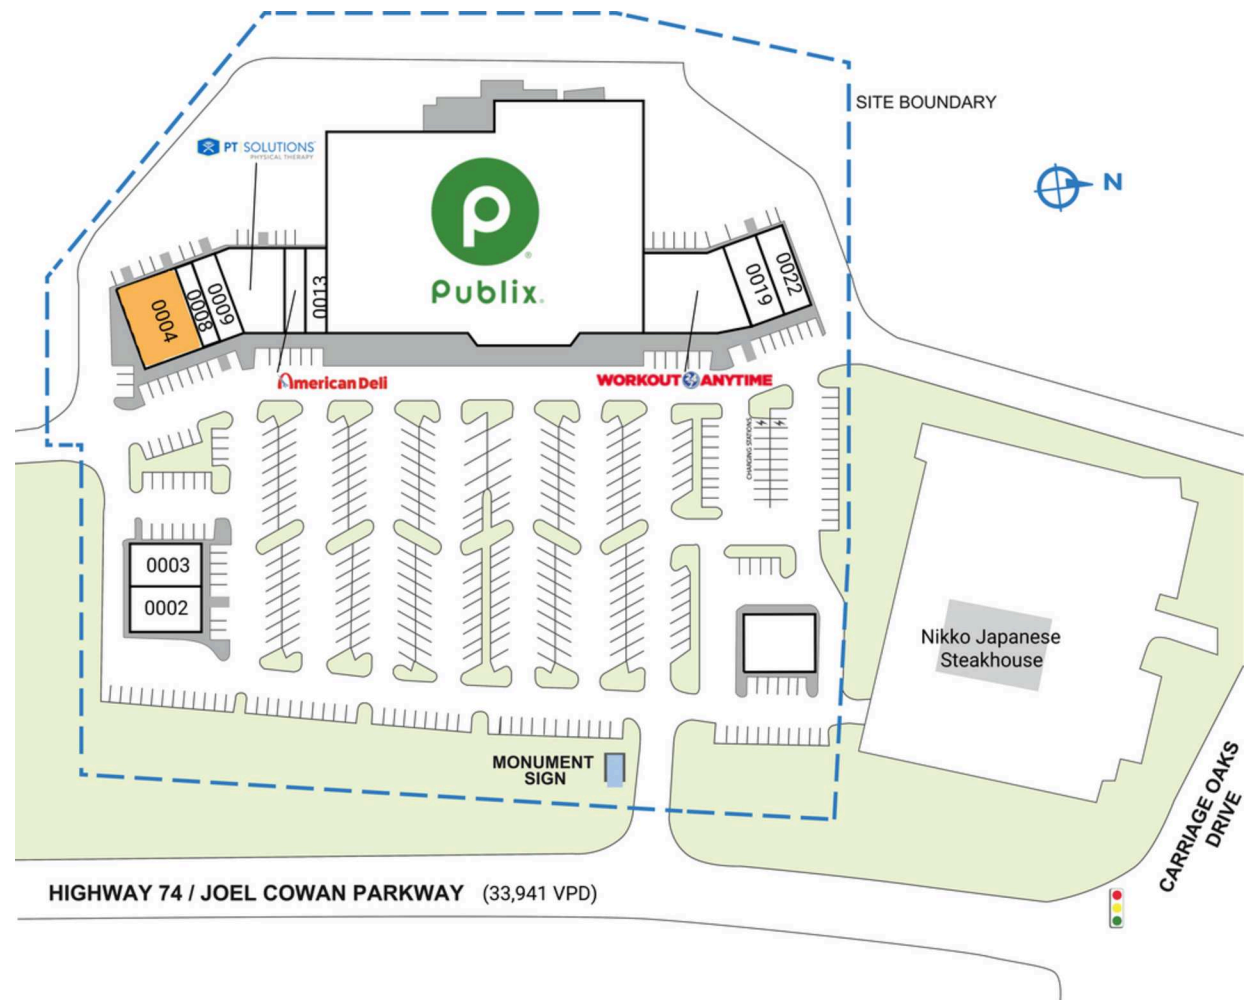 SITE BOUNDARY
PT SOLUTIONS
PHYSICAL THERAPY
N
Publix
0004
0008
0009
0013
0019
0022
American Deli
WORKOUT 24 ANYTIME
CHARGING STATIONS
0003
0002
Nikko Japanese
Steakhouse
MONUMENT
SIGN
CARRIAGE OAKS
DRIVE
HIGHWAY 74 / JOEL COWAN PARKWAY (33,941 VPD)